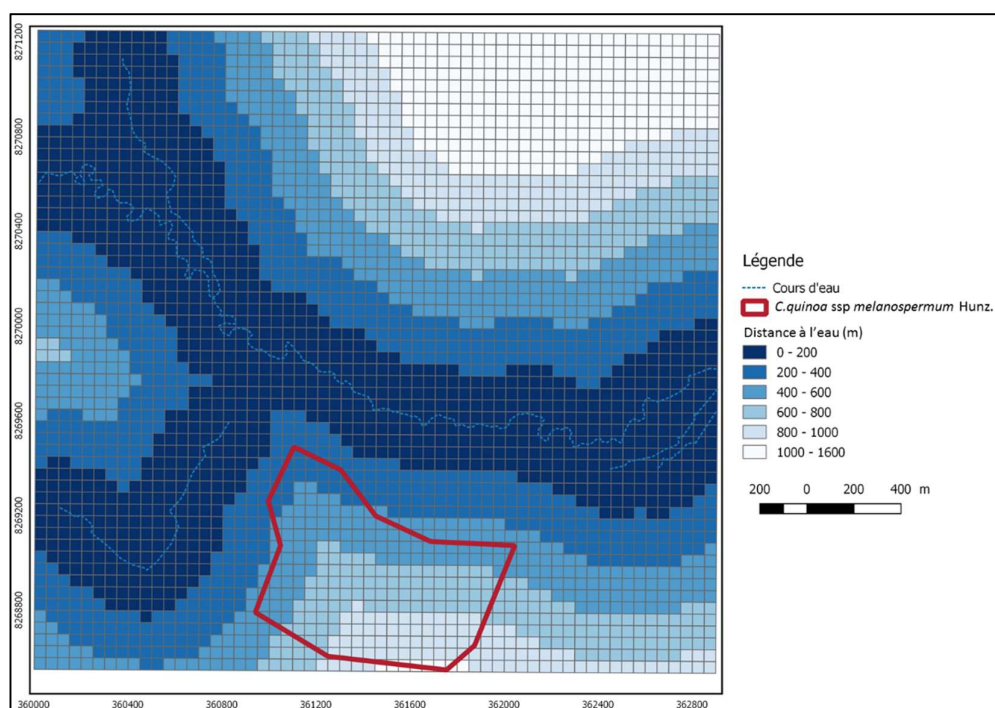 8271200
8270800
8270400
8270000
8269600
8269200
8268800
360000 360400 360800 361200 361600 362000 362400 362800
Légende
Cours d'eau
C.quinoa ssp melanospermum Hunz.
Distance à l'eau (m)
0 - 200
200 - 400
400 - 600
600 - 800
800 - 1000
1000 - 1600
200 0 200 400 m